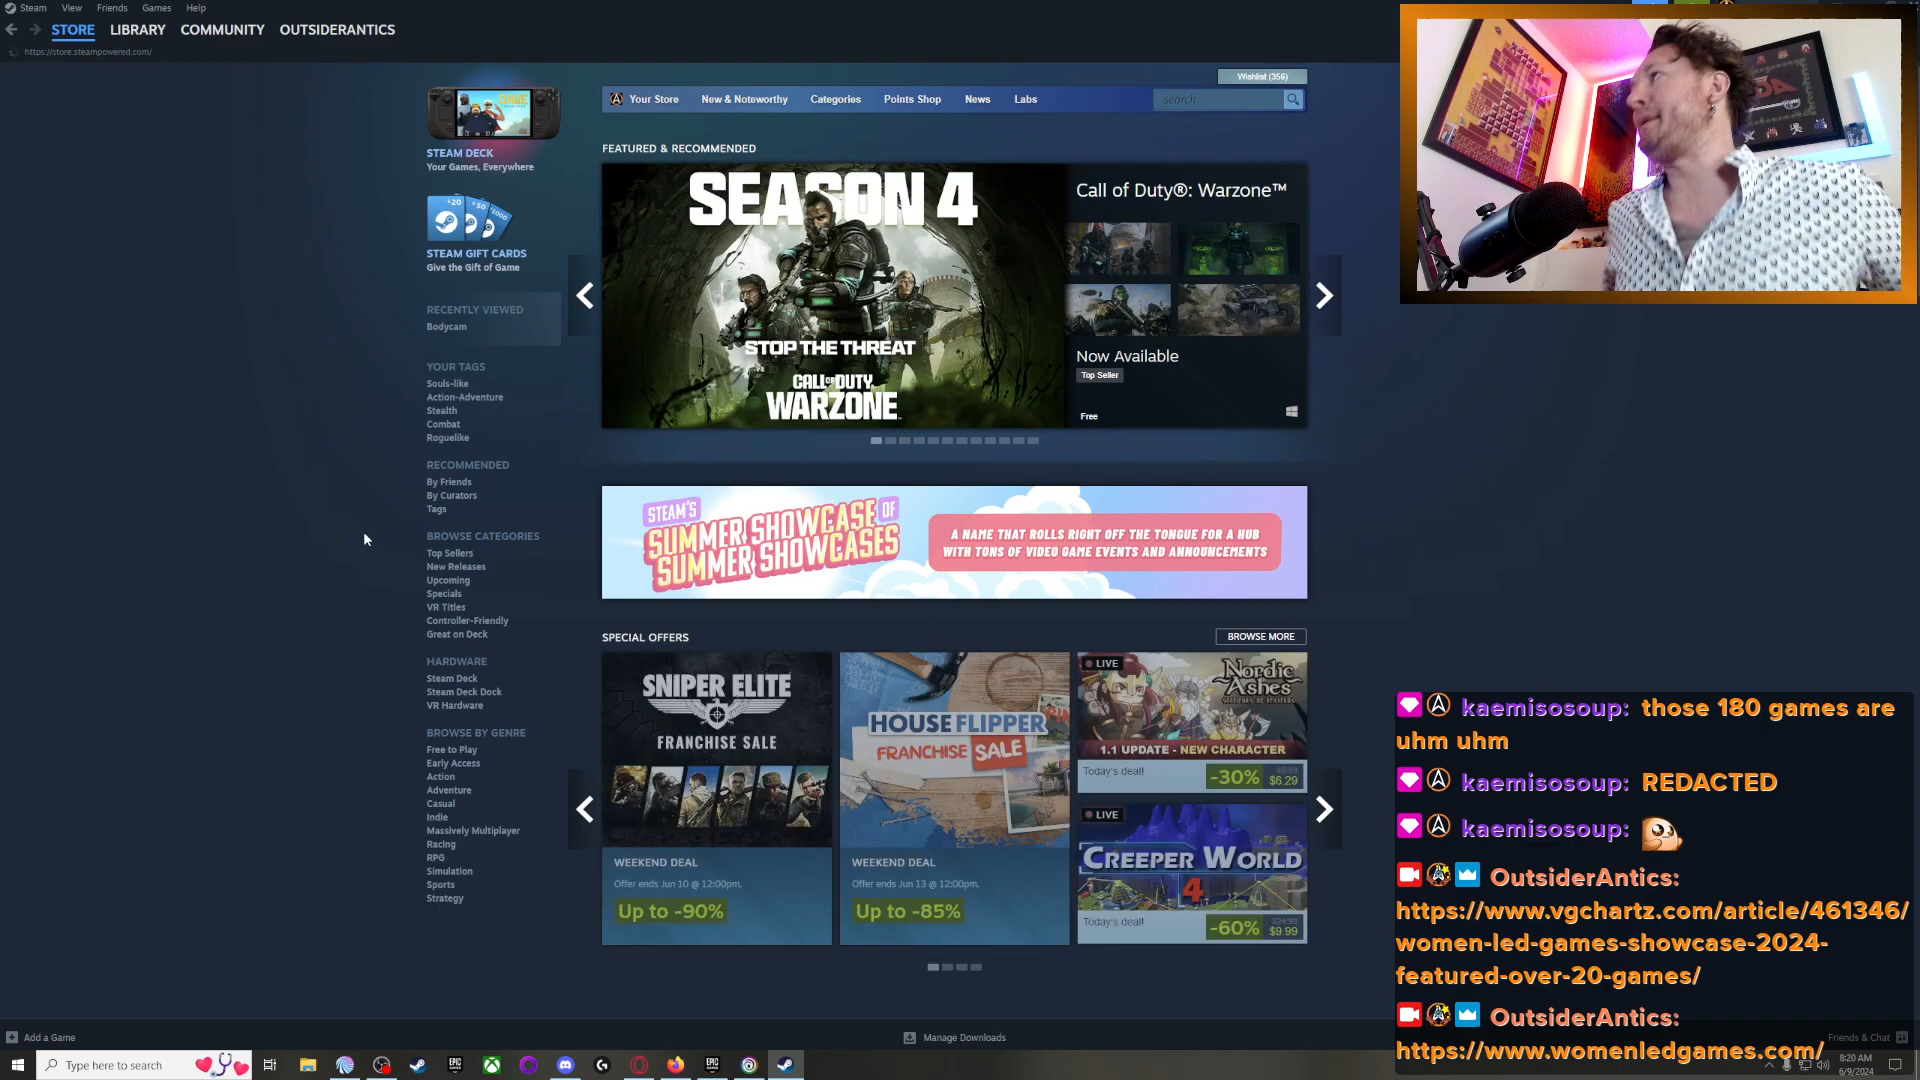 Steam View Friends Games Help
STORE LIBRARY COMMUNITY OUTSIDERANTICS
https://store.steampowered.com/
Wishlist (356)
Your Store New & Noteworthy Categories Points Shop News Labs search
STEAM DECK
Your Games, Everywhere
$20 $50
STEAM GIFT CARDS
Give the Gift of Game
RECENTLY VIEWED
Bodycam
YOUR TAGS
Souls-like
Action-Adventure
Stealth
Combat
Roguelike
RECOMMENDED
By Friends
By Curators
Tags
BROWSE CATEGORIES
Top Sellers
New Releases
Upcoming
Specials
VR Titles
Controller-Friendly
Great on Deck
HARDWARE
Steam Deck
Steam Deck Dock
VR Hardware
BROWSE BY GENRE
Free to Play
Early Access
Action
Adventure
Casual
Indie
Massively Multiplayer
Racing
RPG
Simulation
Sports
Strategy
FEATURED & RECOMMENDED
SEASON 4
STOP THE THREAT
CALL OF DUTY
WARZONE
Call of Duty®: Warzone™
Now Available
Top Seller
Free
STEAM'S
SUMMER SHOWCASE OF
SUMMER SHOWCASES
A NAME THAT ROLLS RIGHT OFF THE TONGUE FOR A HUB
WITH TONS OF VIDEO GAME EVENTS AND ANNOUNCEMENTS
SPECIAL OFFERS
BROWSE MORE
SNIPER ELITE
FRANCHISE SALE
WEEKEND DEAL
Offer ends Jun 10 @ 12:00pm.
Up to -90%
HOUSE FLIPPER
FRANCHISE SALE
WEEKEND DEAL
Offer ends Jun 13 @ 12:00pm.
Up to -85%
LIVE
Nordic
Ashes
1.1 UPDATE - NEW CHARACTER
Today's deal! -30% $6.29
LIVE
CREEPER WORLD
4
Today's deal! -60% $24.99 $9.99
kaemisosoup: those 180 games are
uhm uhm
kaemisosoup: REDACTED
kaemisosoup:
OutsiderAntics:
https://www.vgchartz.com/article/461346/
women-led-games-showcase-2024-
featured-over-20-games/
OutsiderAntics:
https://www.womenledgames.com/
Add a Game
Manage Downloads
Friends & Chat
Type here to search
8:20 AM
6/9/2024